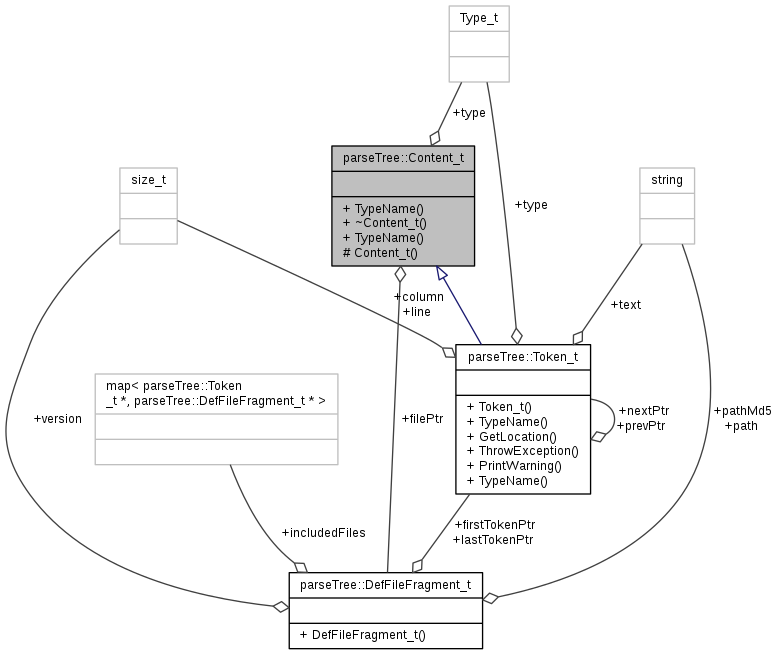 Type_t
+type
parseTree::Content_t
+ TypeName()
+ ~Content_t()
+ TypeName()
# Content_t()
size_t
string
+type
+column
+line
+text
parseTree::Token_t
+ Token_t()
+ TypeName()
+ GetLocation()
+ ThrowException()
+ PrintWarning()
+ TypeName()
map< parseTree::Token
_t *, parseTree::DefFileFragment_t * >
+version
+filePtr
+nextPtr
+prevPtr
+pathMd5
+path
+includedFiles
+firstTokenPtr
+lastTokenPtr
parseTree::DefFileFragment_t
+ DefFileFragment_t()